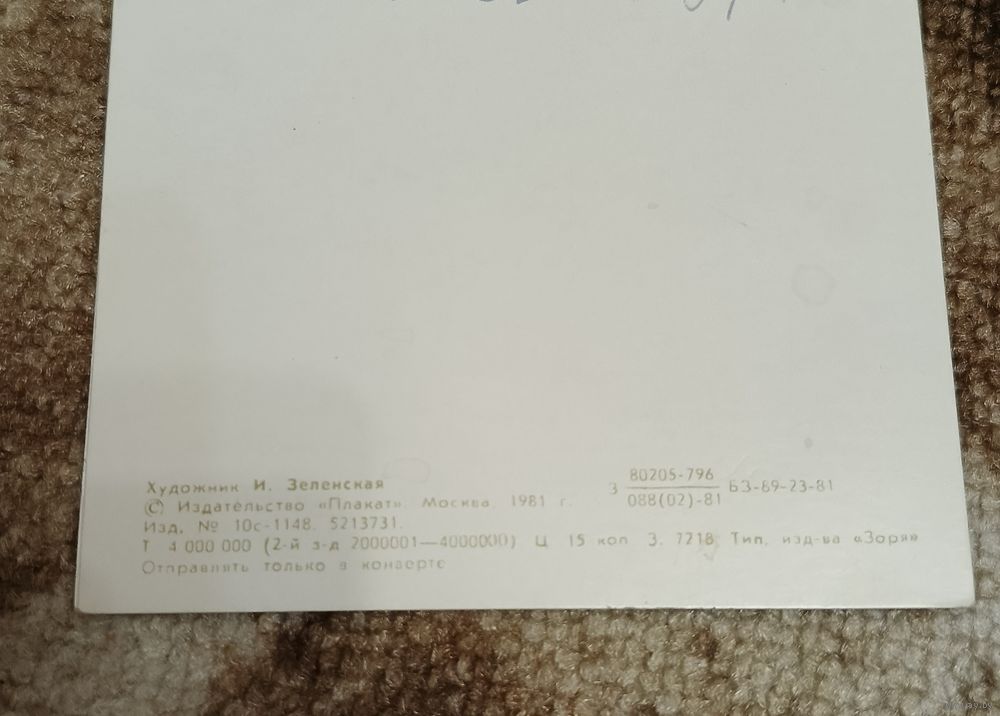 Художник И. Зеленская
© Издательство «Плакат». Москва. 1981 г.
Изд. № 10с-1148. 5213731.
Т 4 000 000 (2-й з-д 2000001—4000000) Ц 15 коп З. 7218 Тип. изд-ва «Зоря»
Отправлять только в конверте
80205-796
З БЗ-89-23-81
088(02)-81